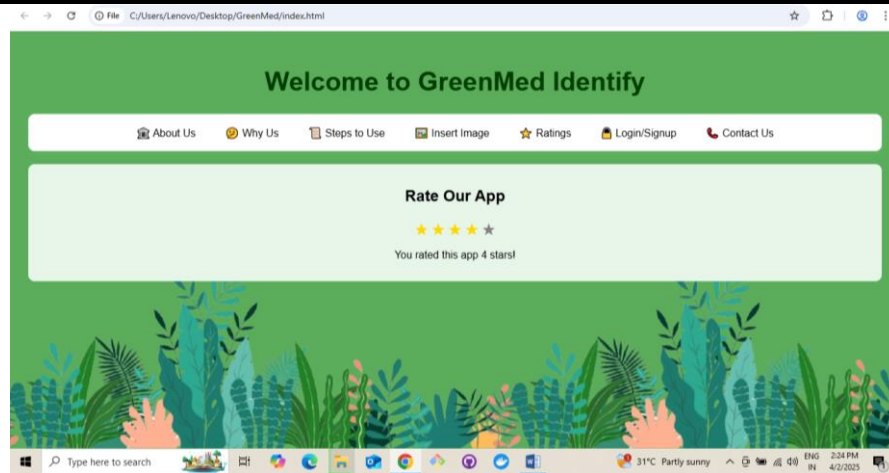 File C:/Users/Lenovo/Desktop/GreenMed/index.html
Welcome to GreenMed Identify
About Us Why Us Steps to Use Insert Image Ratings Login/Signup Contact Us
Rate Our App
You rated this app 4 stars!
Type here to search 31°C Partly sunny ENG 2:24 PM
IN 4/2/2025